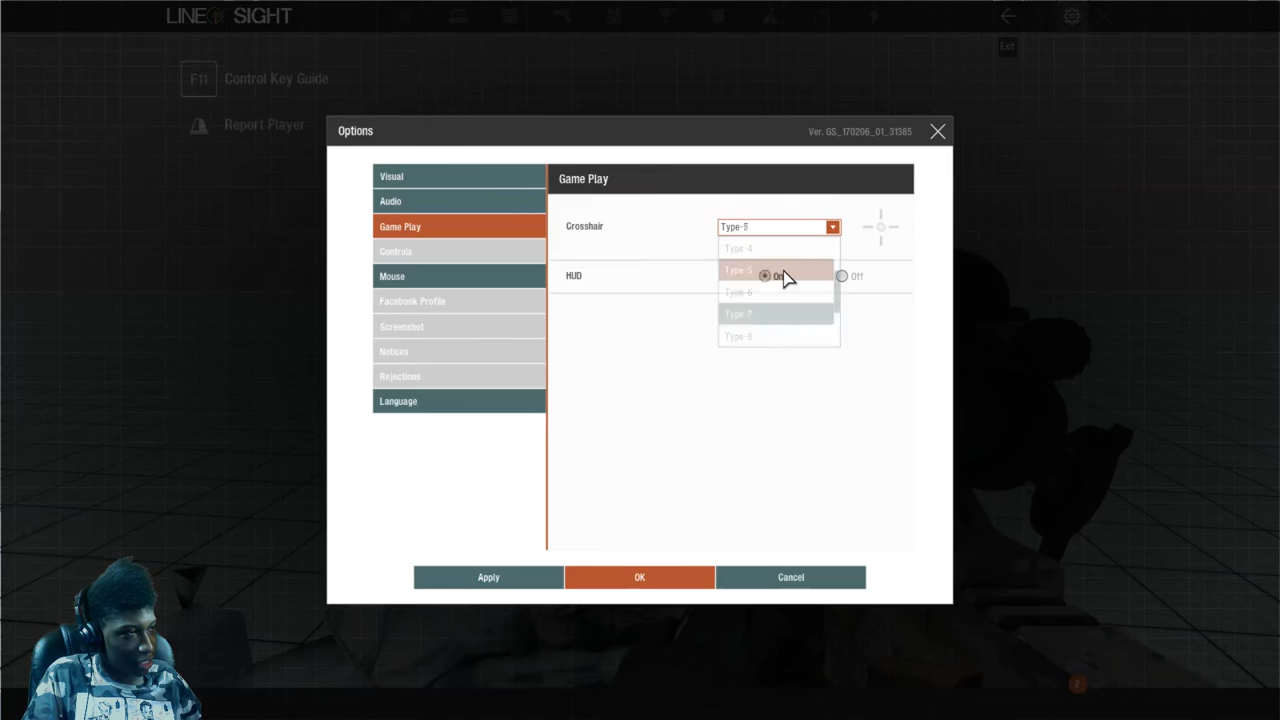 LINE SIGHT
Exit
F11 Control Key Guide
Report Player
Options
Ver. GS_170206_01_31385
Visual
Audio
Game Play
Controls
Mouse
Facebook Profile
Screenshot
Notices
Rejections
Language
Game Play
Crosshair
Type-5
Type-4
Type-5
Type-6
Type-7
Type-8
HUD
On
Off
Apply
OK
Cancel
2